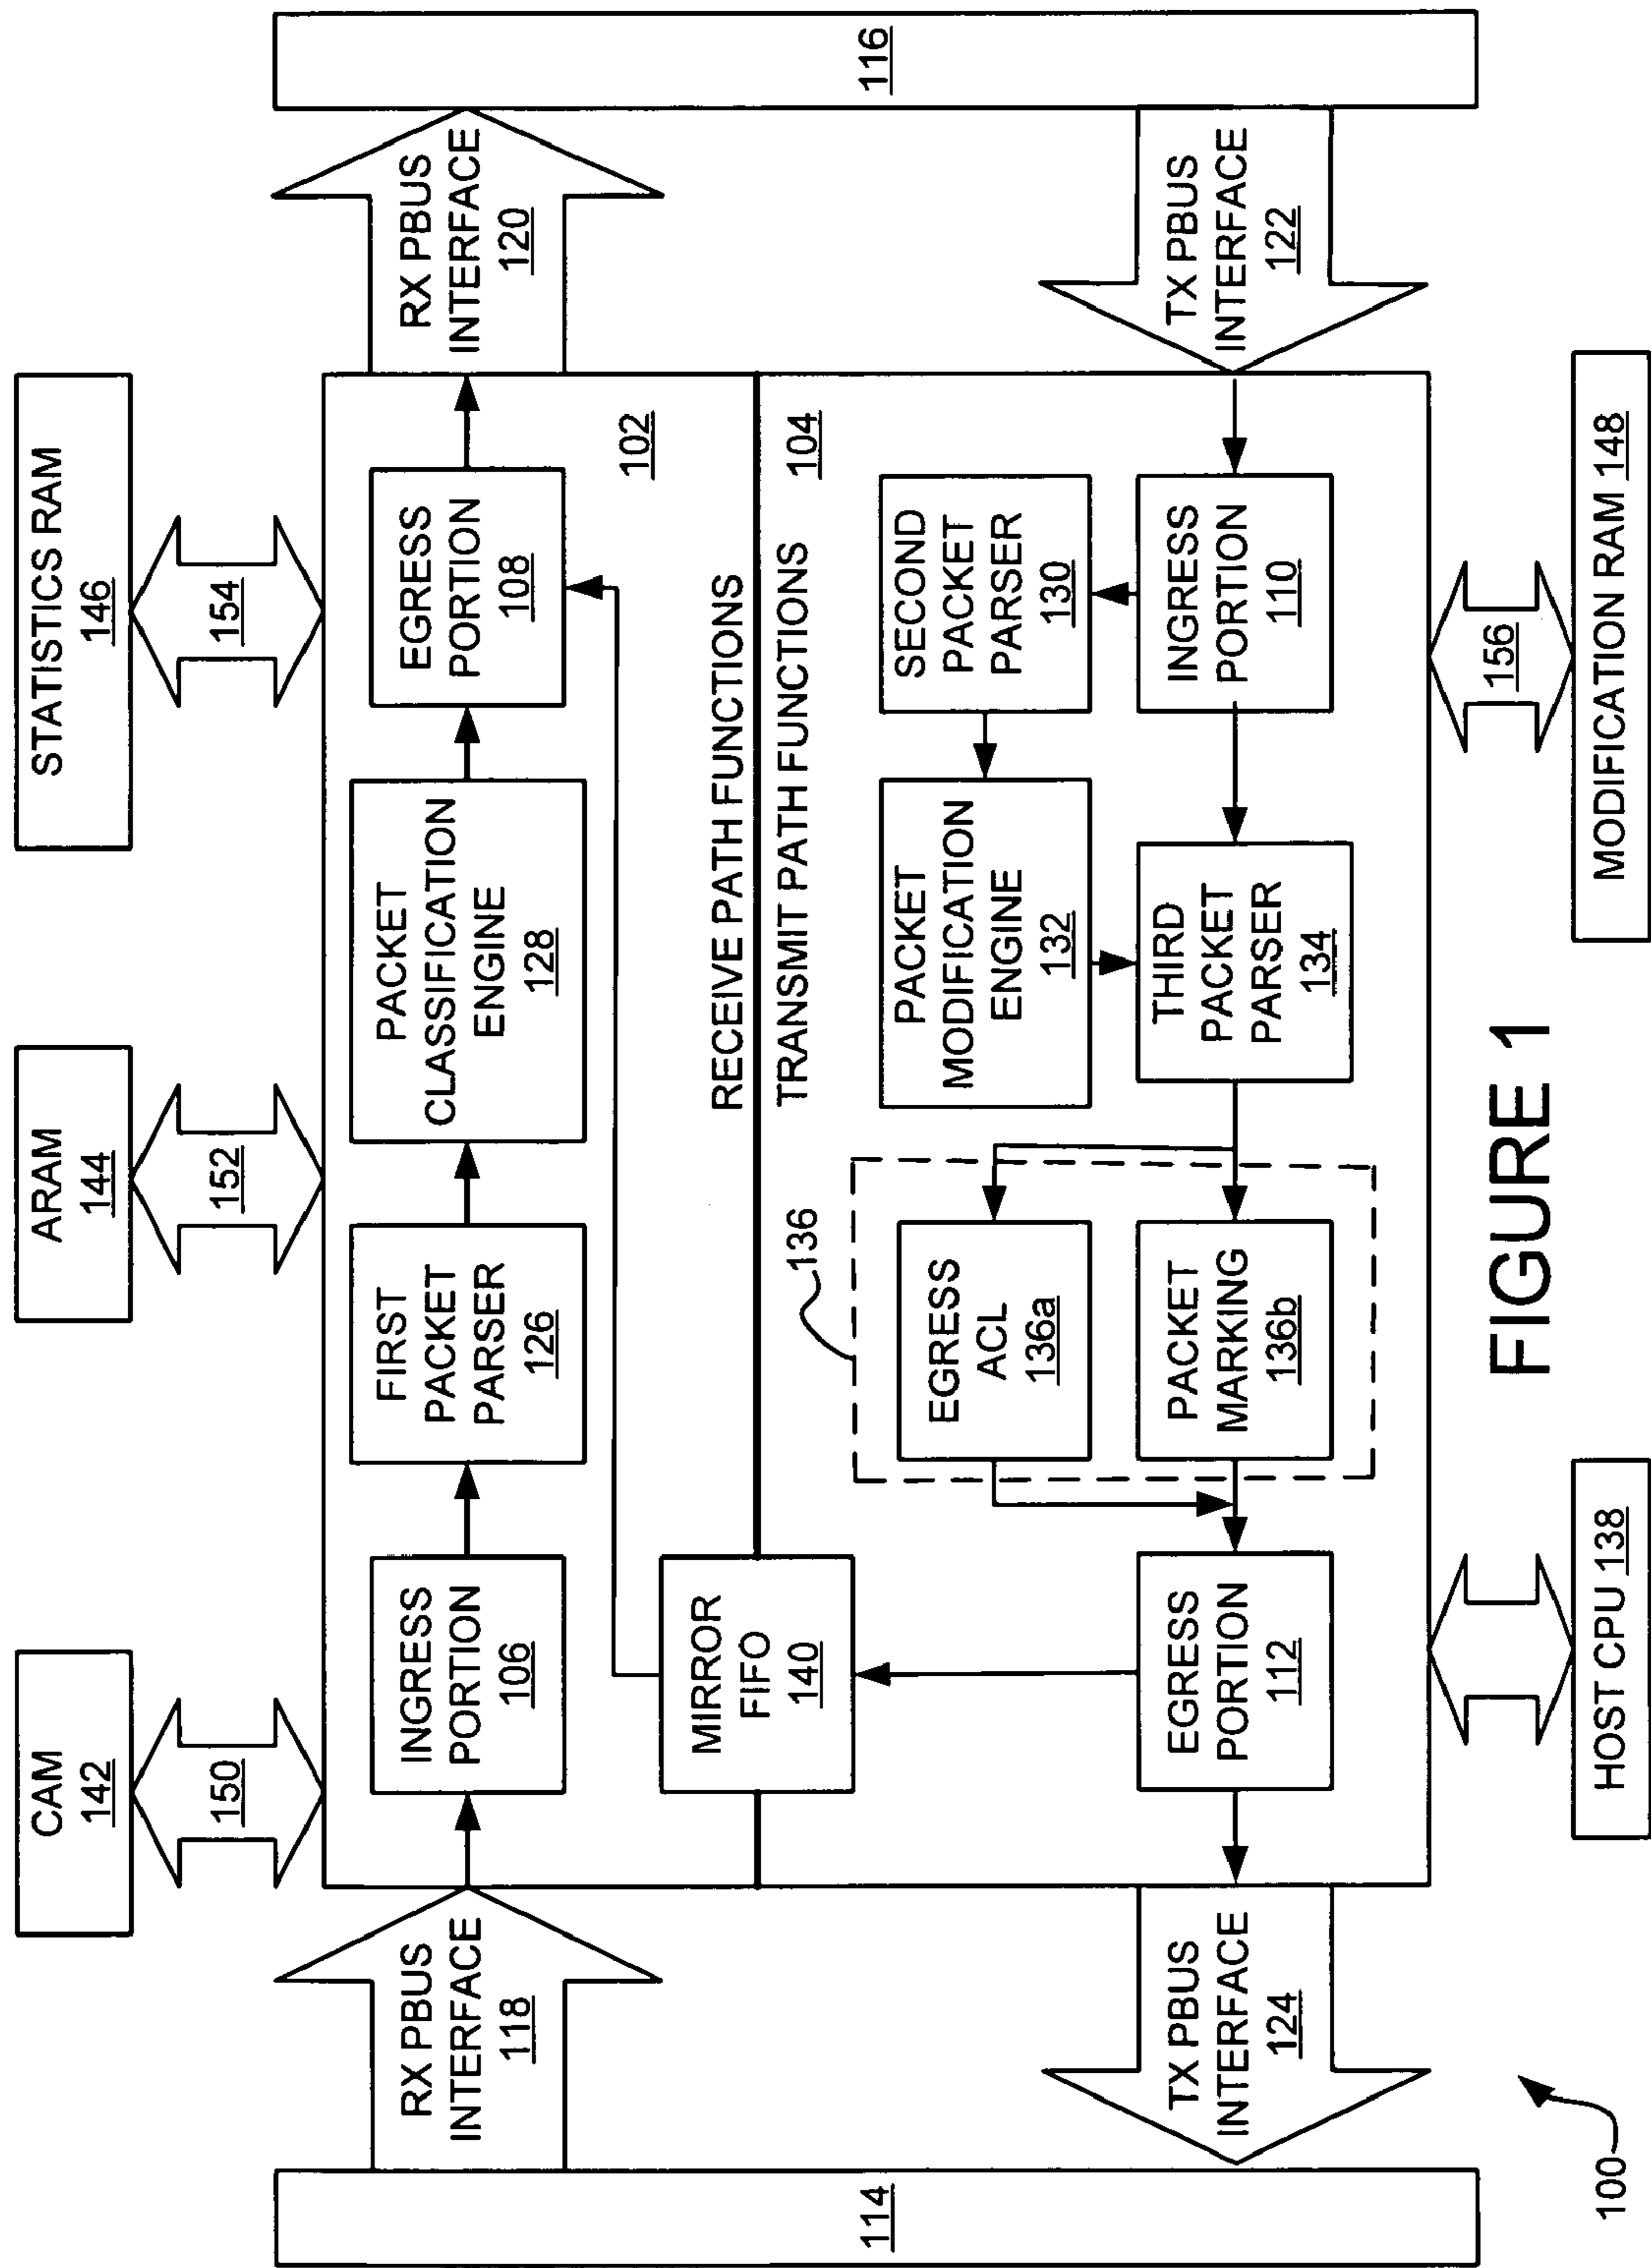 CAM
142
ARAM
144
STATISTICS RAM
146
150
152
154
RX PBUS
INTERFACE
118
INGRESS
PORTION
106
FIRST
PACKET
PARSER
126
PACKET
CLASSIFICATION
ENGINE
128
EGRESS
PORTION
108
RX PBUS
INTERFACE
120
102
114
116
MIRROR
FIFO
140
RECEIVE PATH FUNCTIONS
TRANSMIT PATH FUNCTIONS
104
136
EGRESS
ACL
136a
PACKET
MODIFICATION
ENGINE
132
SECOND
PACKET
PARSER
130
TX PBUS
INTERFACE
124
EGRESS
PORTION
112
PACKET
MARKING
136b
THIRD
PACKET
PARSER
134
INGRESS
PORTION
110
TX PBUS
INTERFACE
122
156
HOST CPU 138
MODIFICATION RAM 148
100
FIGURE 1